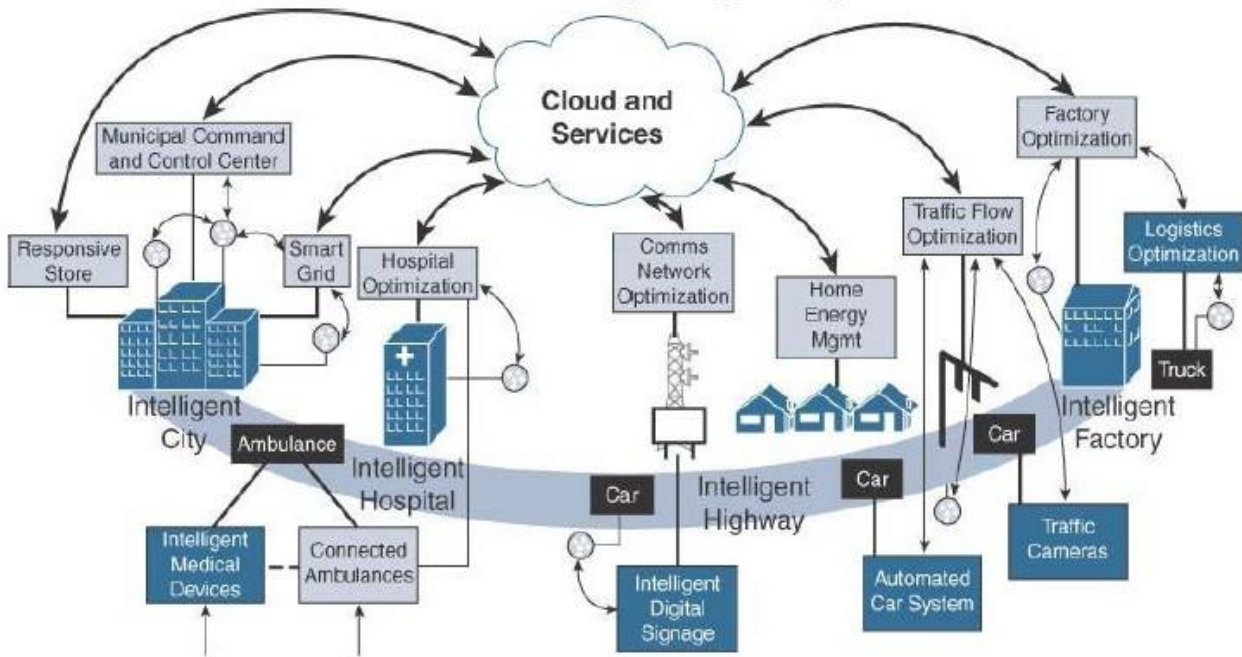 Cloud and
Services
Municipal Command
and Control Center
Factory
Optimization
Responsive
Store
Smart
Grid
Hospital
Optimization
Comms
Network
Optimization
Home
Energy
Mgmt
Traffic Flow
Optimization
Logistics
Optimization
Truck
Intelligent
City
Ambulance
Intelligent
Hospital
Car
Intelligent
Highway
Car
Car
Intelligent
Factory
Intelligent
Medical
Devices
Connected
Ambulances
Intelligent
Digital
Signage
Automated
Car System
Traffic
Cameras